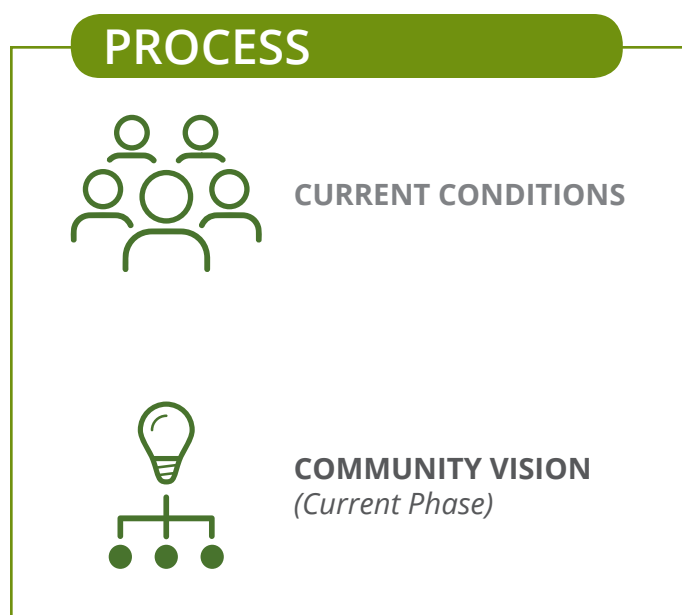 PROCESS
CURRENT CONDITIONS
COMMUNITY VISION
(Current Phase)